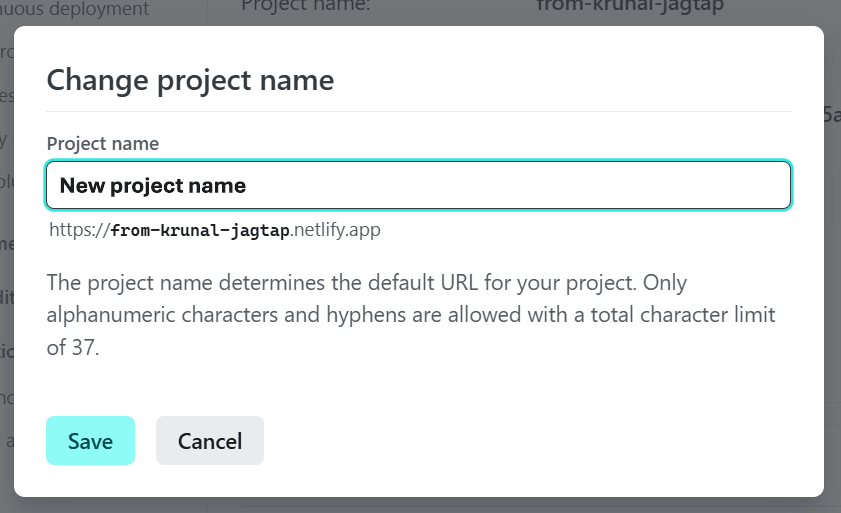 nuous deployment
Project name:
from-krunal-jagtap
Change project name
Project name
New project name
https://from-krunal-jagtap.netlify.app
The project name determines the default URL for your project. Only
alphanumeric characters and hyphens are allowed with a total character limit
of 37.
Save
Cancel